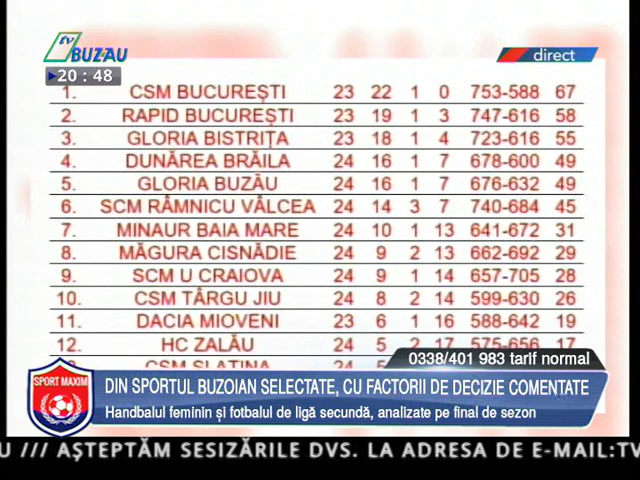 tv BUZAU
direct
20:48
1. CSM BUCUREȘTI 23 22 1 0 753-588 67
2. RAPID BUCUREȘTI 23 19 1 3 747-616 58
3. GLORIA BISTRIȚA 23 18 1 4 723-616 55
4. DUNĂREA BRĂILA 24 16 1 7 678-600 49
5. GLORIA BUZĂU 24 16 1 7 676-632 49
6. SCM RÂMNICU VÂLCEA 24 14 3 7 740-684 45
7. MINAUR BAIA MARE 24 10 1 13 641-672 31
8. MĂGURA CISNĂDIE 24 9 2 13 662-692 29
9. SCM U CRAIOVA 24 9 1 14 657-705 28
10. CSM TÂRGU JIU 24 8 2 14 599-630 26
11. DACIA MIOVENI 23 6 1 16 588-642 19
12. HC ZALĂU 24 5 2 17 575-656 17
CSM SLATINA 24 5
0338/401 983 tarif normal
SPORT MAXIM
DIN SPORTUL BUZOIAN SELECTATE, CU FACTORII DE DECIZIE COMENTATE
Handbalul feminin și fotbalul de ligă secundă, analizate pe final de sezon
U /// AȘTEPTĂM SESIZĂRILE DVS. LA ADRESA DE E-MAIL:TV